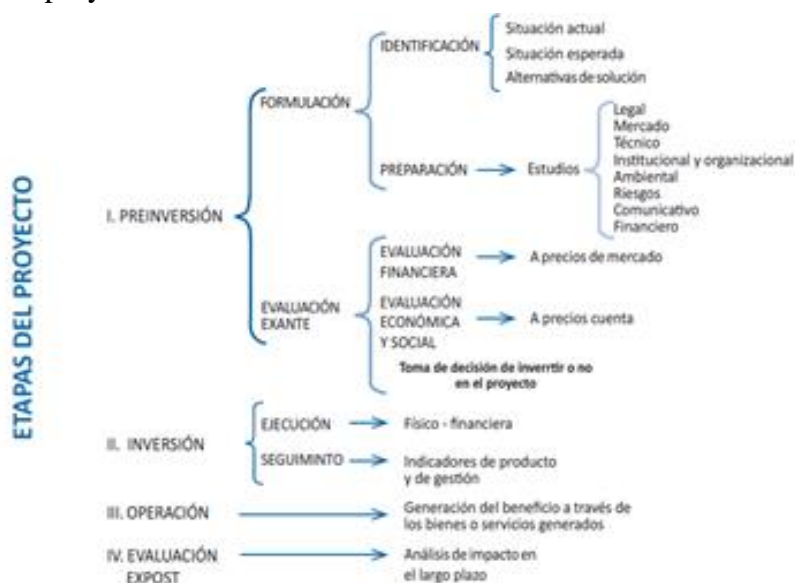 ETAPAS DEL PROYECTO
I. PREINVERSIÓN
FORMULACIÓN
IDENTIFICACIÓN
Situación actual
Situación esperada
Alternativas de solución
PREPARACIÓN
Estudios
Legal
Mercado
Técnico
Institucional y organizacional
Ambiental
Riesgos
Comunicativo
Financiero
EVALUACIÓN
EXANTE
EVALUACIÓN
FINANCIERA
A precios de mercado
EVALUACIÓN
ECONÓMICA
Y SOCIAL
A precios cuenta
Toma de decisión de inverrtir o no
en el proyecto
II. INVERSIÓN
EJECUCIÓN
Físico - financiera
SEGUIMINTO
Indicadores de producto
y de gestión
III. OPERACIÓN
Generación del beneficio a través de
los bienes o servicios generados
IV. EVALUACIÓN
EXPOST
Análisis de impacto en
el largo plazo